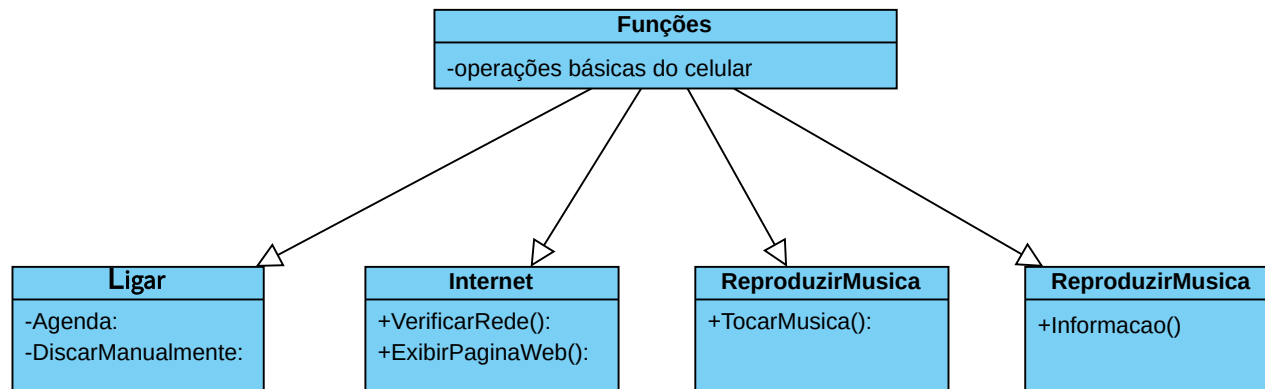 Funções
-operações básicas do celular
Ligar
-Agenda:
-DiscarManualmente:
Internet
+VerificarRede():
+ExibirPaginaWeb():
ReproduzirMusica
+TocarMusica():
ReproduzirMusica
+Informacao()